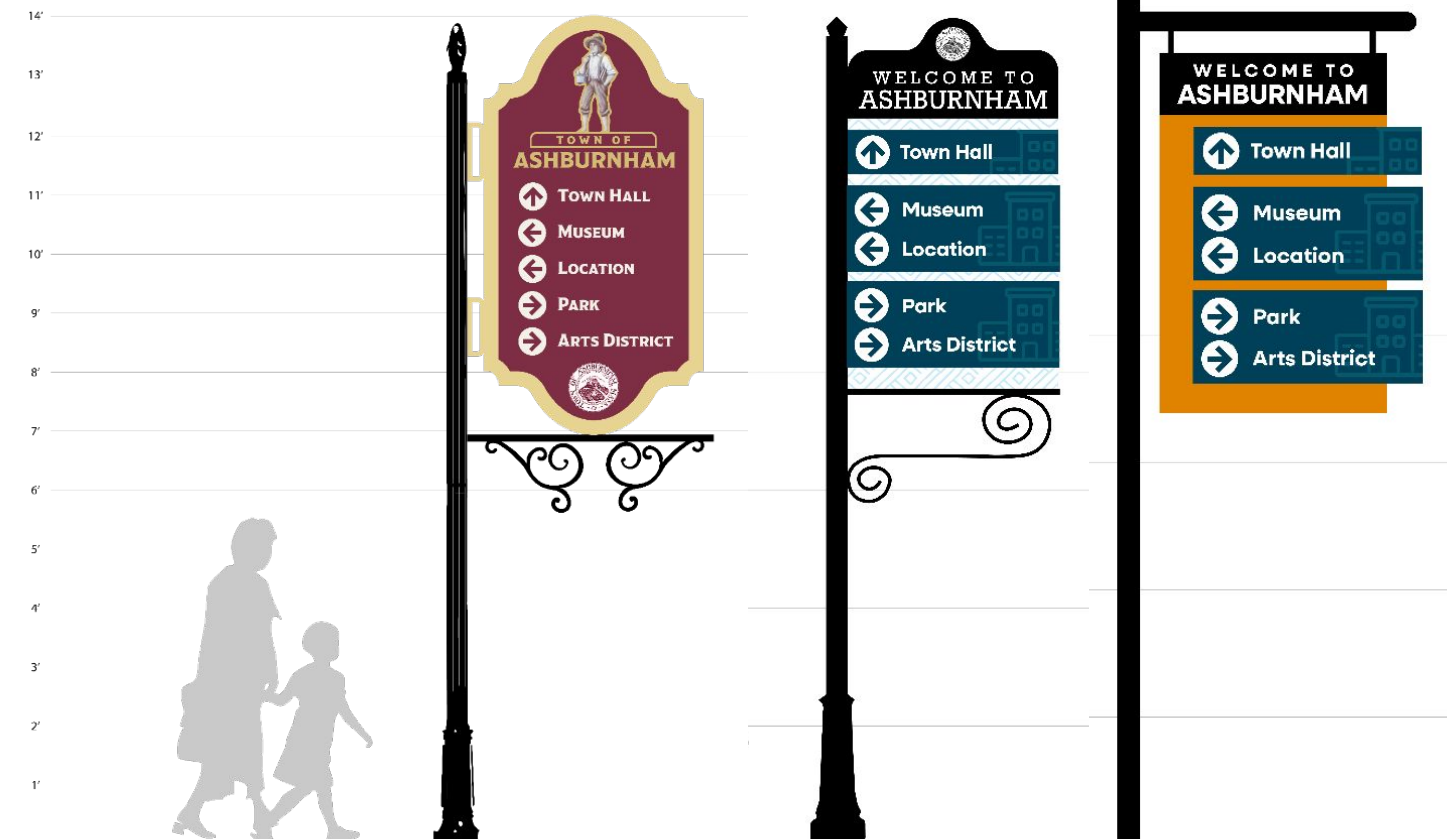 14'
13'
12'
11'
10'
9'
8'
7'
6'
5'
4'
3'
2'
1'
TOWN OF
ASHBURNHAM
TOWN HALL
MUSEUM
LOCATION
PARK
ARTS DISTRICT
WELCOME TO
ASHBURNHAM
Town Hall
Museum
Location
Park
Arts District
WELCOME TO
ASHBURNHAM
Town Hall
Museum
Location
Park
Arts District